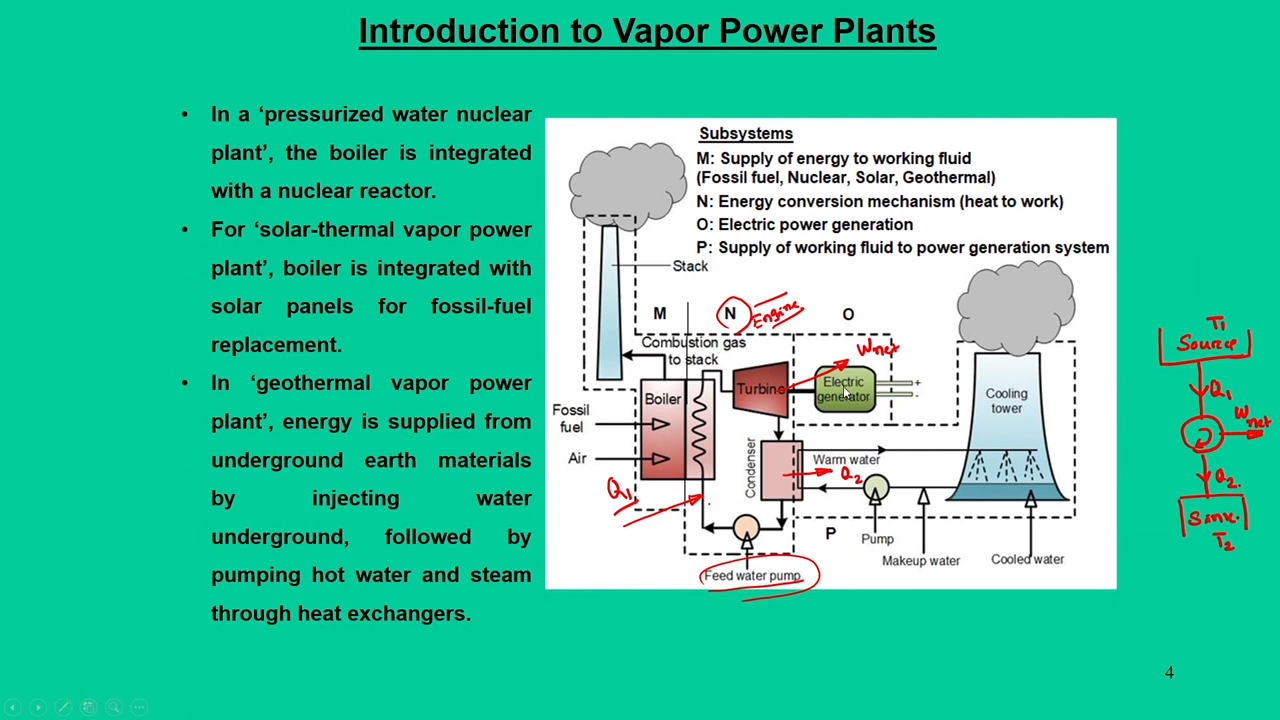 Introduction to Vapor Power Plants
• In a ‘pressurized water nuclear
plant’, the boiler is integrated
with a nuclear reactor.
• For ‘solar-thermal vapor power
plant’, boiler is integrated with
solar panels for fossil-fuel
replacement.
• In ‘geothermal vapor power
plant’, energy is supplied from
underground earth materials
by injecting water
underground, followed by
pumping hot water and steam
through heat exchangers.
Subsystems
M: Supply of energy to working fluid
(Fossil fuel, Nuclear, Solar, Geothermal)
N: Energy conversion mechanism (heat to work)
O: Electric power generation
P: Supply of working fluid to power generation system
Stack
M
N
Engine
O
Combustion gas
to stack
Wnet
Turbine
Electric
generator
+
-
Boiler
Fossil
fuel
Air
Cooling
tower
Condenser
Warm water
Q2
Q1
P
Pump
Makeup water
Cooled water
Feed water pump
T1
Source
Q1
Wnet
Q2.
Sink.
T2
4